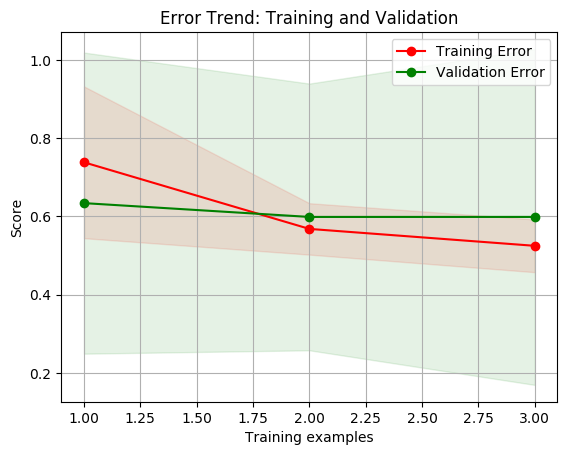 Error Trend: Training and Validation
Training Error
Validation Error
1.0
0.8
0.6
0.4
0.2
Score
1.00 1.25 1.50 1.75 2.00 2.25 2.50 2.75 3.00
Training examples